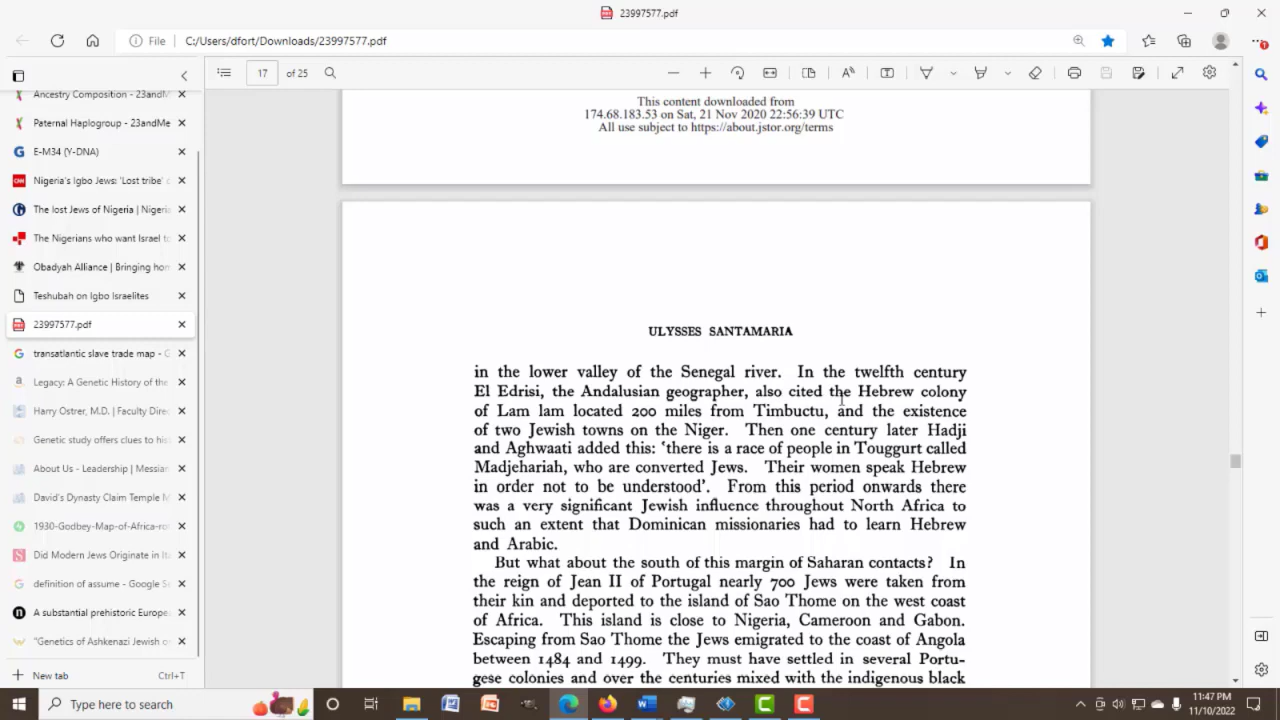 23997577.pdf
File
C:/Users/dfort/Downloads/23997577.pdf
17
of 25
Ancestry Composition - 23andM
Paternal Haplogroup - 23andMe
E-M34 (Y-DNA)
Nigeria's Igbo Jews: 'Lost tribe'
The lost Jews of Nigeria | Nigeria
The Nigerians who want Israel to
Obadyah Alliance | Bringing hom
Teshubah on Igbo Israelites
23997577.pdf
transatlantic slave trade map - G
Legacy: A Genetic History of the
Harry Ostrer, M.D. | Faculty Direc
Genetic study offers clues to his
About Us - Leadership | Messian
David's Dynasty Claim Temple M
1930-Godbey-Map-of-Africa-ro
Did Modern Jews Originate in Ita
definition of assume - Google Se
A substantial prehistoric Europea
"Genetics of Ashkenazi Jewish o
New tab
Ctrl+T
This content downloaded from
174.68.183.53 on Sat, 21 Nov 2020 22:56:39 UTC
All use subject to https://about.jstor.org/terms
ULYSSES SANTAMARIA
in the lower valley of the Senegal river. In the twelfth century
El Edrisi, the Andalusian geographer, also cited the Hebrew colony
of Lam lam located 200 miles from Timbuctu, and the existence
of two Jewish towns on the Niger. Then one century later Hadji
and Aghwaati added this: 'there is a race of people in Touggurt called
Madjehariah, who are converted Jews. Their women speak Hebrew
in order not to be understood'. From this period onwards there
was a very significant Jewish influence throughout North Africa to
such an extent that Dominican missionaries had to learn Hebrew
and Arabic.
But what about the south of this margin of Saharan contacts? In
the reign of Jean II of Portugal nearly 700 Jews were taken from
their kin and deported to the island of Sao Thome on the west coast
of Africa. This island is close to Nigeria, Cameroon and Gabon.
Escaping from Sao Thome the Jews emigrated to the coast of Angola
between 1484 and 1499. They must have settled in several Portu-
gese colonies and over the centuries mixed with the indigenous black
Type here to search
11:47 PM
11/10/2022